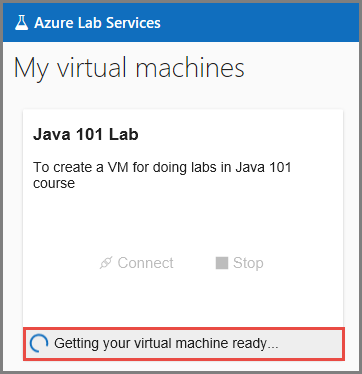 Azure Lab Services
My virtual machines
Java 101 Lab
To create a VM for doing labs in Java 101
course
Connect Stop
Getting your virtual machine ready...